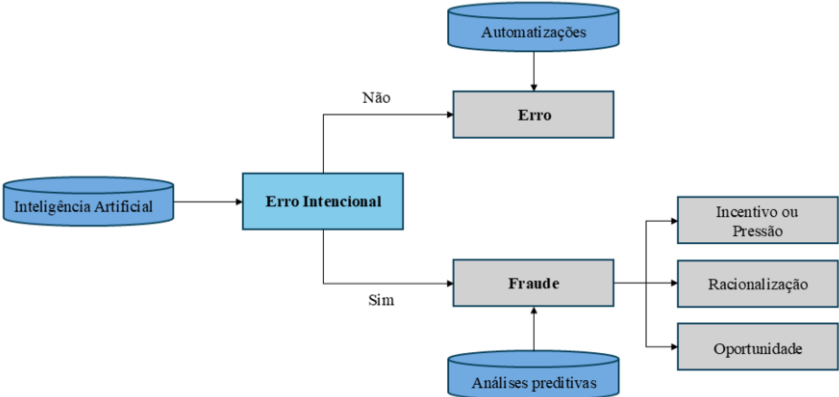 Automatizações
Não
Erro
Inteligência Artificial
Erro Intencional
Incentivo ou
Pressão
Sim
Fraude
Racionalização
Oportunidade
Análises preditivas